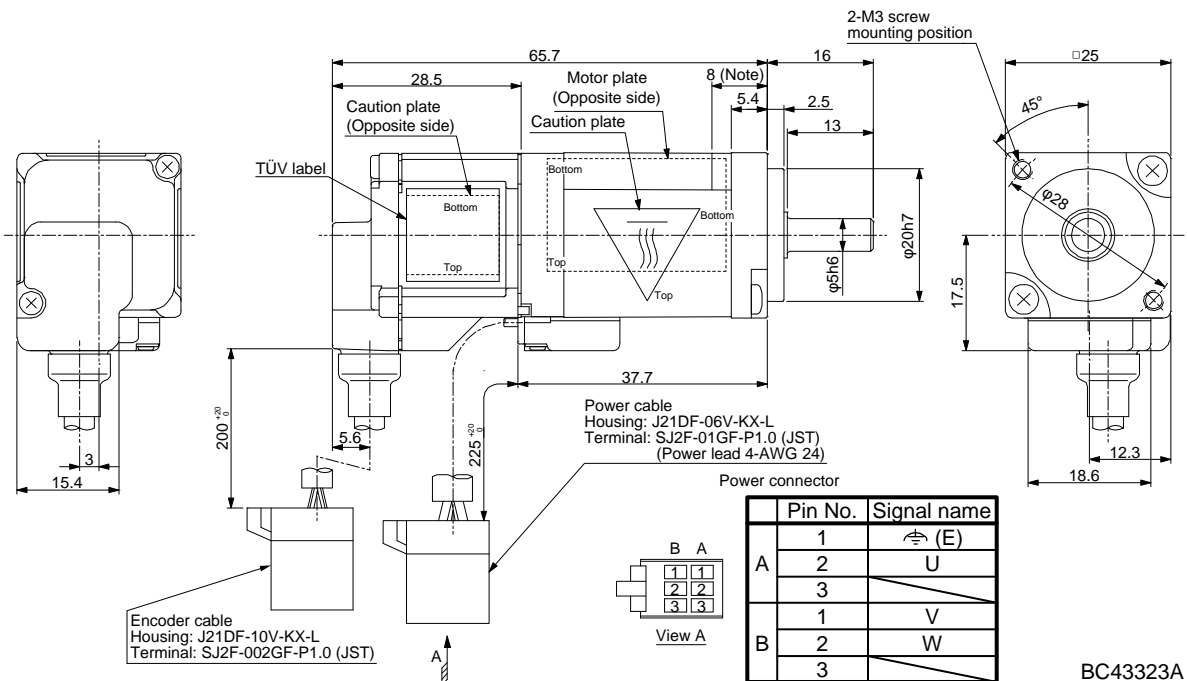 2-M3 screw
mounting position
65.7
16
□25
28.5
Motor plate
(Opposite side)
8 (Note)
5.4
2.5
45°
Caution plate
(Opposite side)
Caution plate
13
TÜV label
Bottom
Bottom
Bottom
Top
Top
Top
φ28
φ20h7
φ5h6
17.5
37.7
200 +20 0
5.6
225 +20 0
Power cable
Housing: J21DF-06V-KX-L
Terminal: SJ2F-01GF-P1.0 (JST)
(Power lead 4-AWG 24)
3
15.4
12.3
18.6
Power connector
Pin No. Signal name
A
1 (E)
2 U
3
B
1 V
2 W
3
B A
1 1
2 2
3 3
View A
Encoder cable
Housing: J21DF-10V-KX-L
Terminal: SJ2F-002GF-P1.0 (JST)
A
BC43323A